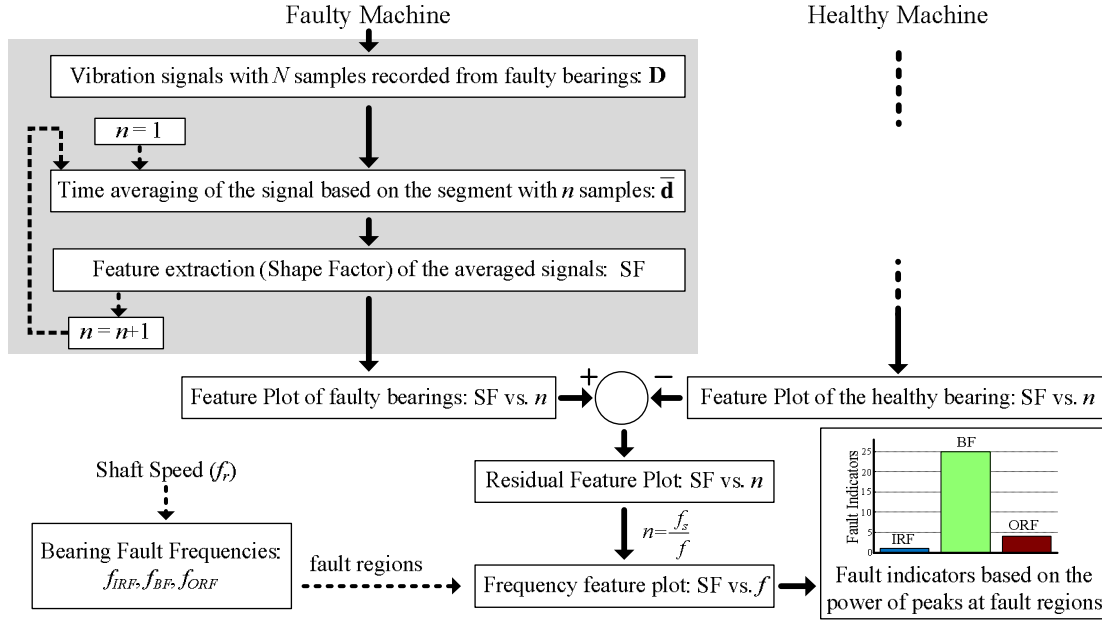 Faulty Machine
Healthy Machine
Vibration signals with N samples recorded from faulty bearings: D
n = 1
Time averaging of the signal based on the segment with n samples: d̅
Feature extraction (Shape Factor) of the averaged signals: SF
n = n+1
+
−
Feature Plot of faulty bearings: SF vs. n
Feature Plot of the healthy bearing: SF vs. n
Shaft Speed (fr)
Residual Feature Plot: SF vs. n
n=fs/f
Bearing Fault Frequencies:
fIRF, fBF, fORF
fault regions
Frequency feature plot: SF vs. f
Fault Indicators
25
20
15
10
5
0
IRF
BF
ORF
Fault indicators based on the
power of peaks at fault regions